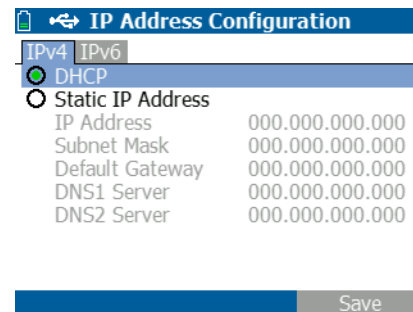 IP Address Configuration
IPv4 IPv6
DHCP
Static IP Address
IP Address 000.000.000.000
Subnet Mask 000.000.000.000
Default Gateway 000.000.000.000
DNS1 Server 000.000.000.000
DNS2 Server 000.000.000.000
Save